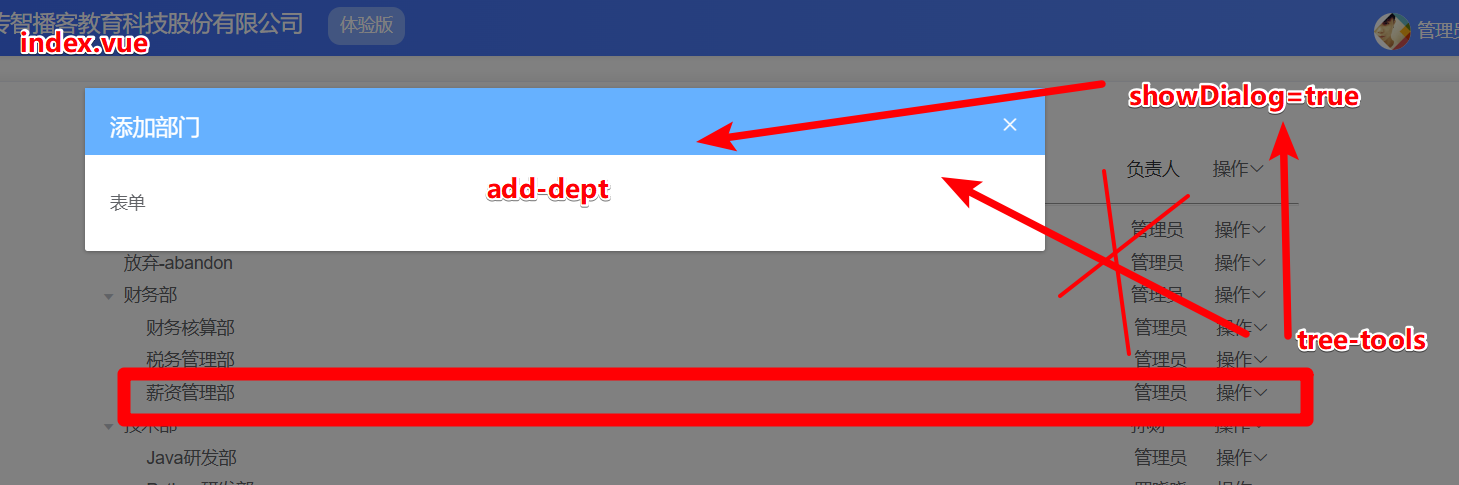 传智播客教育科技股份有限公司 体验版
index.vue
管理员
showDialog=true
添加部门
负责人 操作
add-dept
表单
管理员 操作
放弃-abandon 管理员 操作
财务部 管理员 操作
财务核算部 管理员 操作
tree-tools
税务管理部 管理员 操作
薪资管理部 管理员 操作
技术部 孙财 操作
Java研发部 管理员 操作